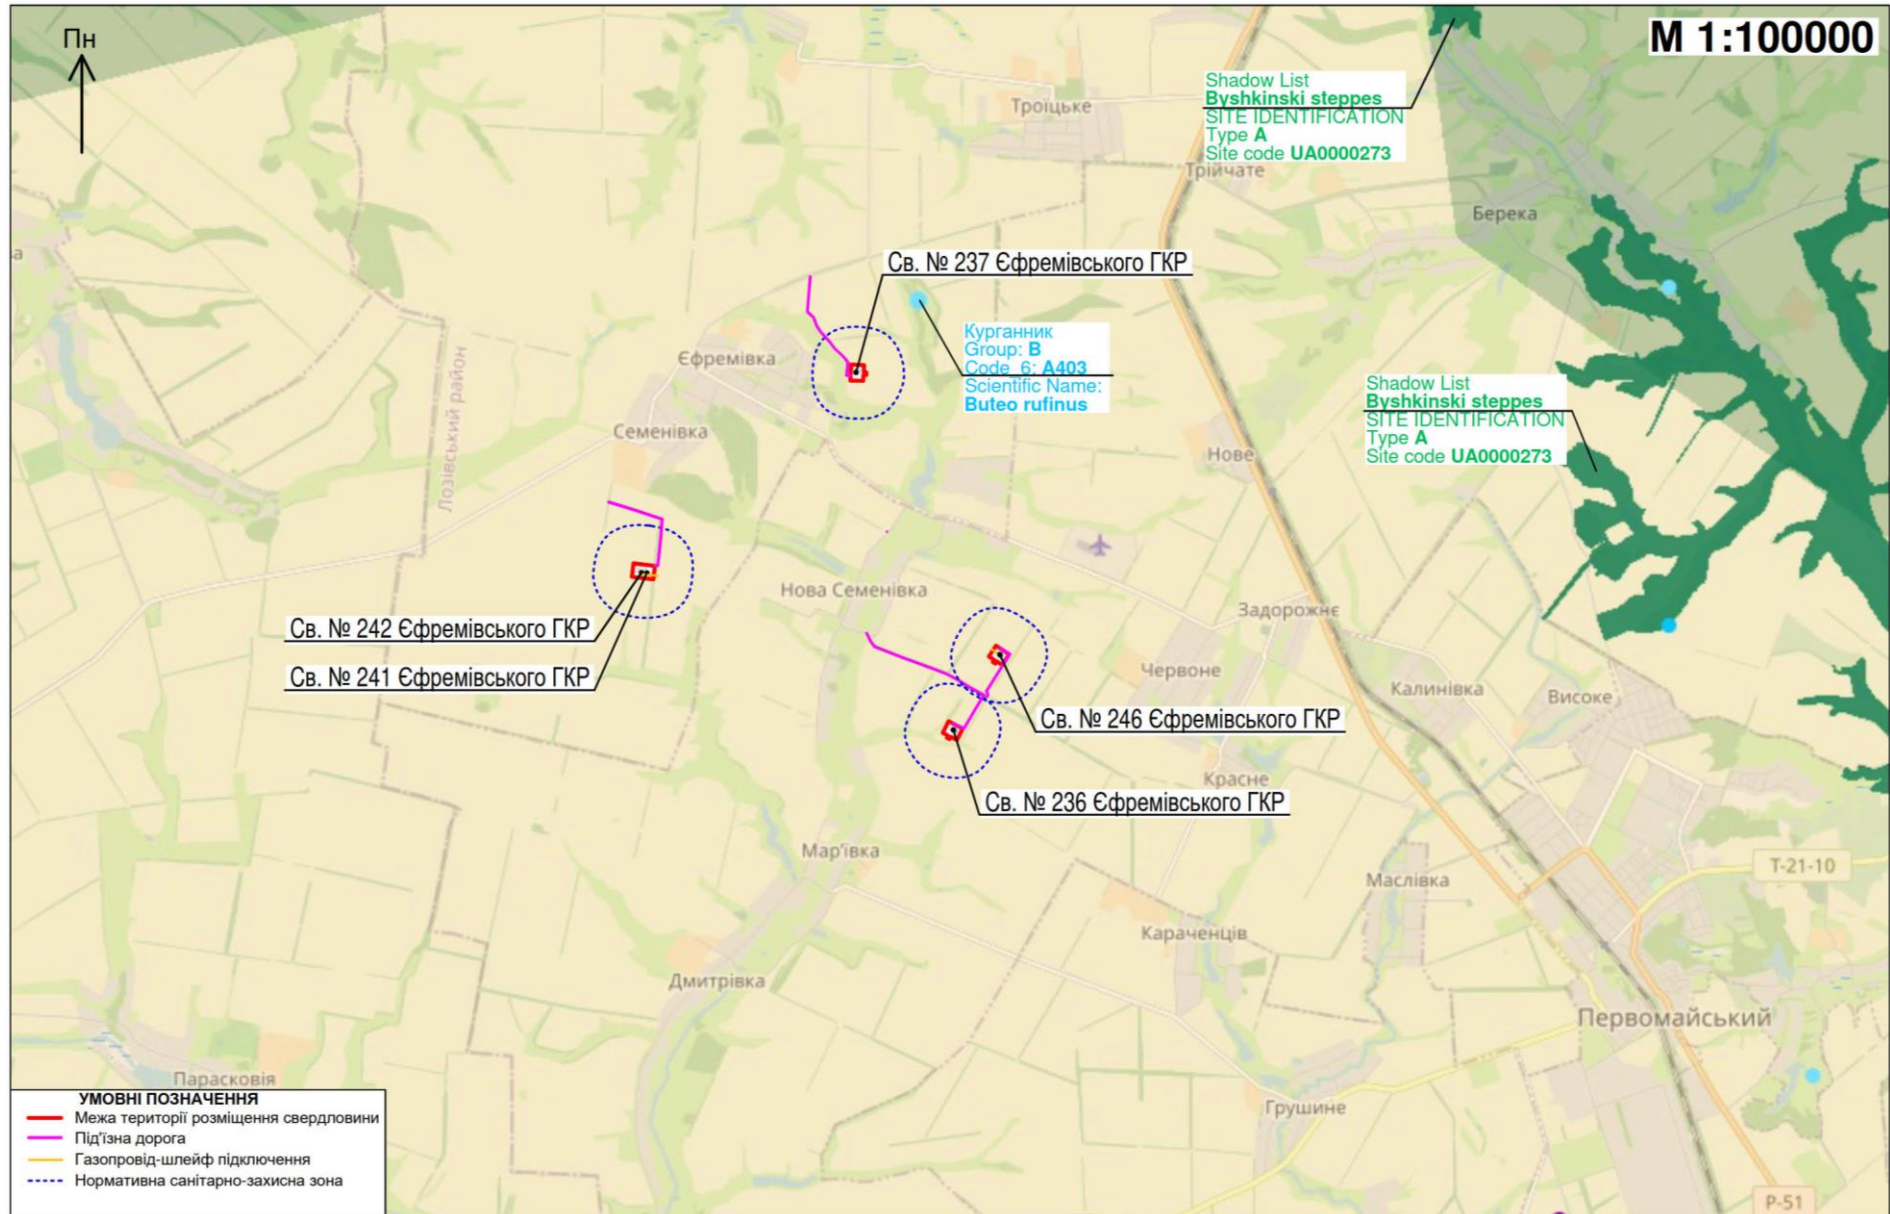 Пн
М 1:100000
Shadow List
Byshkinski steppes
SITE IDENTIFICATION
Type A
Site code UA0000273
Троїцьке
Трійчате
Берека
а
Св. № 237 Єфремівського ГКР
Курганник
Group: B
Code_6: A403
Scientific Name:
Buteo rufinus
Єфремівка
Лозівський район
Семенівка
Нове
Shadow List
Byshkinski steppes
SITE IDENTIFICATION
Type A
Site code UA0000273
Нова Семенівка
Задорожнє
Св. № 242 Єфремівського ГКР
Св. № 241 Єфремівського ГКР
Червоне
Калинівка
Високе
Св. № 246 Єфремівського ГКР
Красне
Св. № 236 Єфремівського ГКР
Мар'ївка
Маслівка
Т-21-10
Караченців
Дмитрівка
Первомайський
Парасковія
Грушине
Р-51
УМОВНІ ПОЗНАЧЕННЯ
Межа території розміщення свердловини
Під'їзна дорога
Газопровід-шлейф підключення
Нормативна санітарно-захисна зона